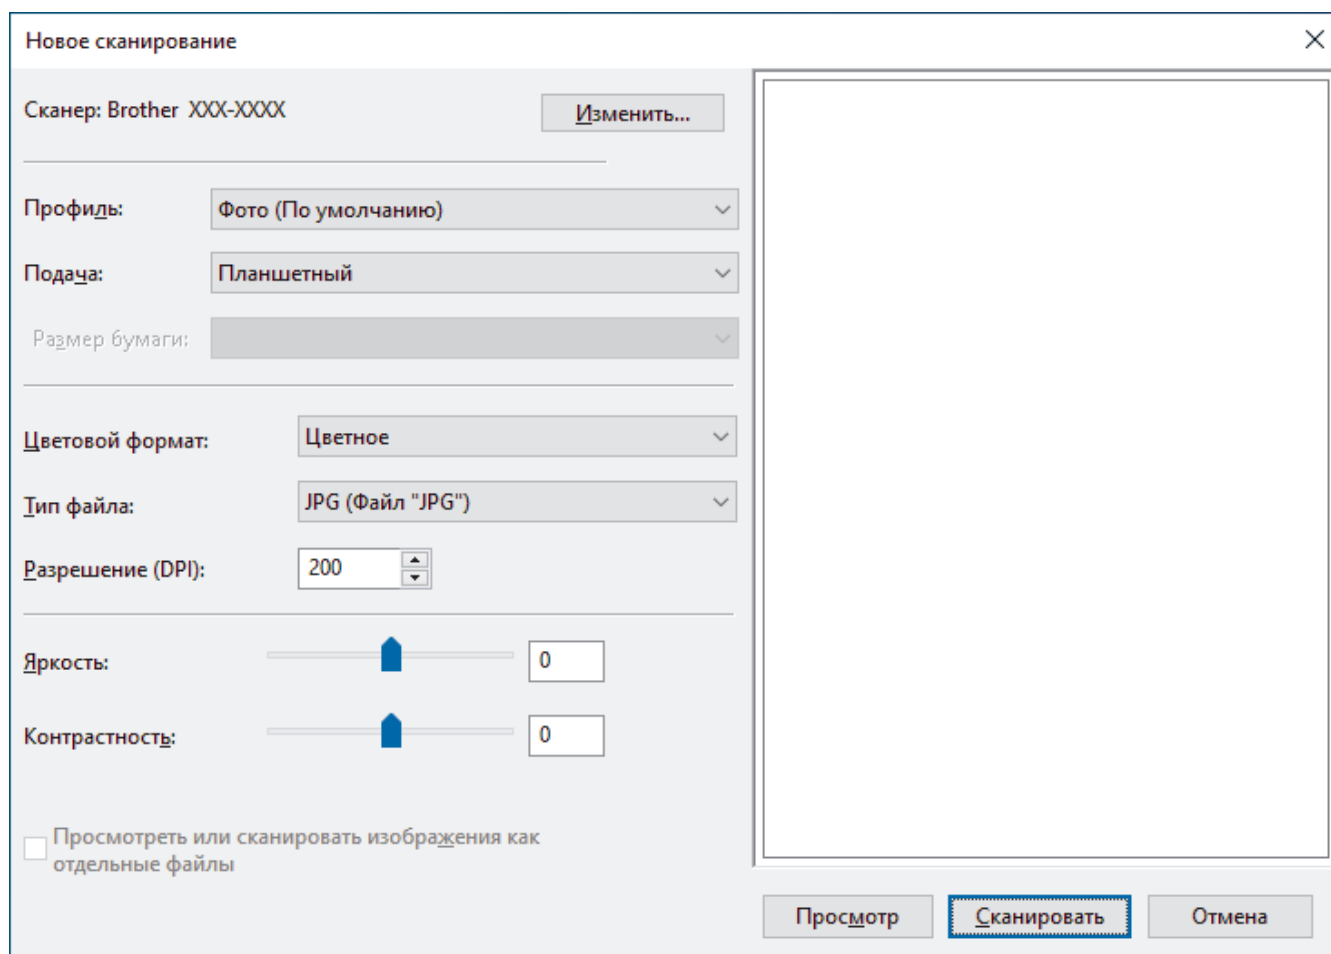 Новое сканирование
Сканер: Brother XXX-XXXX
Изменить...
Профиль:
Фото (По умолчанию)
Подача:
Планшетный
Размер бумаги:
Цветовой формат:
Цветное
Тип файла:
JPG (Файл "JPG")
Разрешение (DPI):
200
Яркость:
0
Контрастность:
0
Просмотреть или сканировать изображения как
отдельные файлы
Просмотр
Сканировать
Отмена